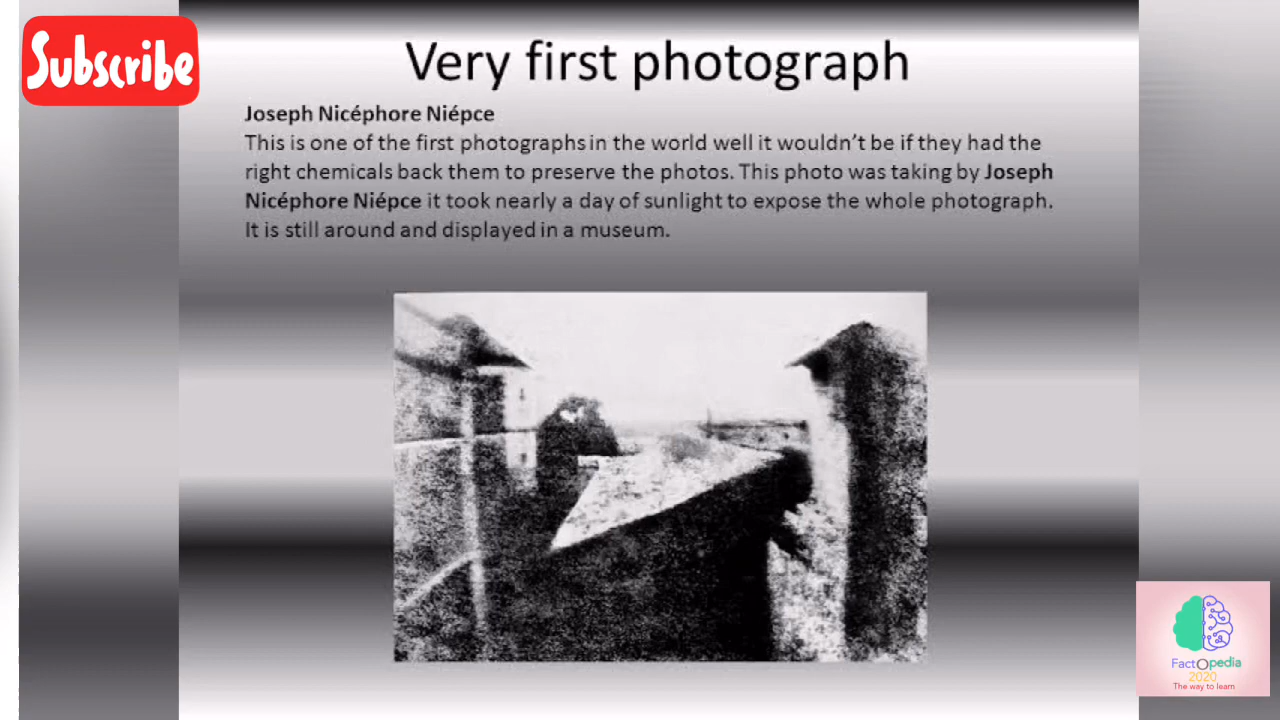 Subscribe
Very first photograph
Joseph Nicéphore Niépce
This is one of the first photographs in the world well it wouldn't be if they had the
right chemicals back them to preserve the photos. This photo was taking by Joseph
Nicéphore Niépce it took nearly a day of sunlight to expose the whole photograph.
It is still around and displayed in a museum.
FactOpedia
2020
The way to learn